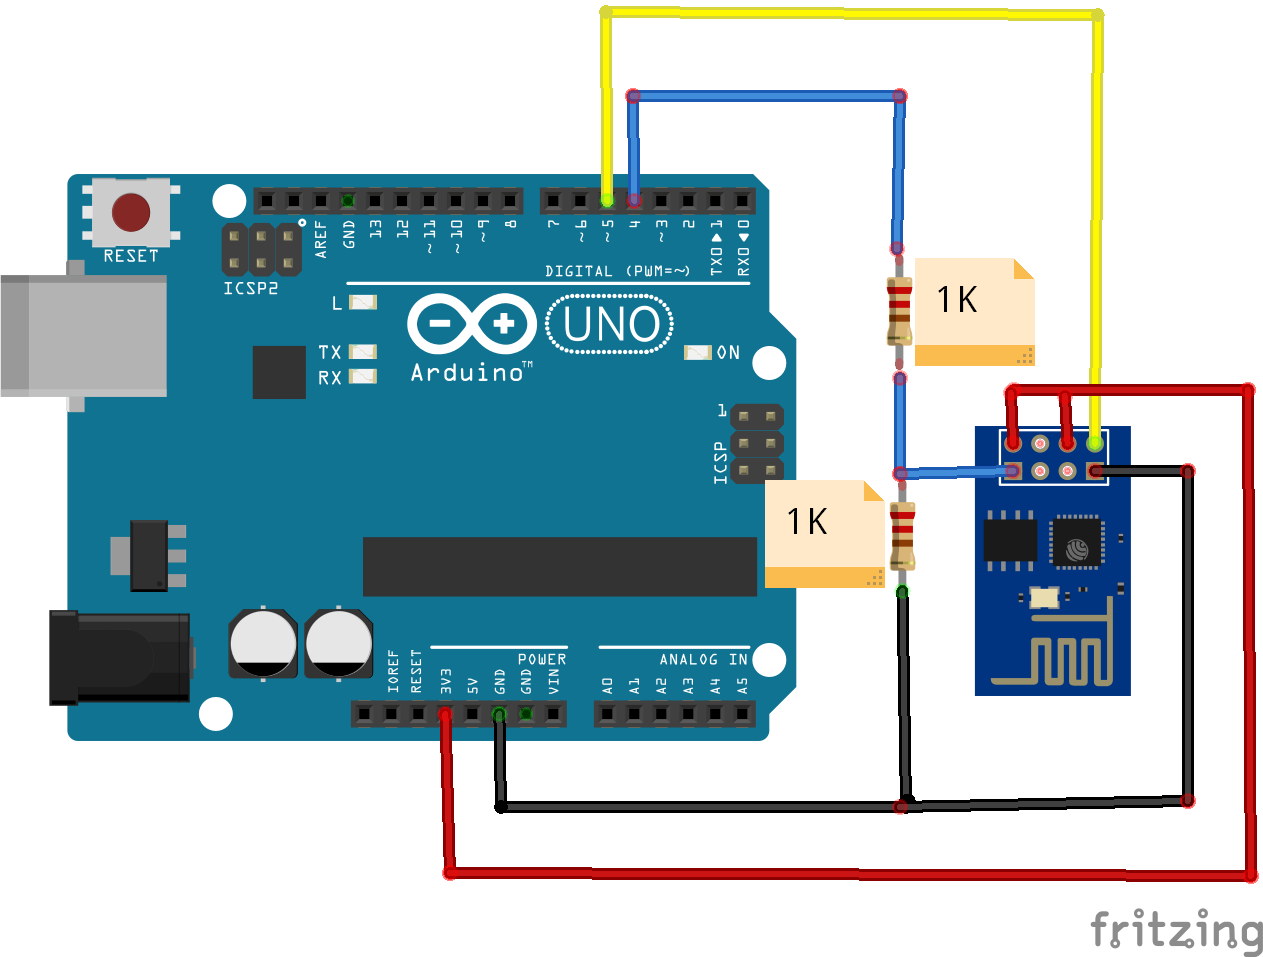 RESET
ICSP2
AREF
GND
13
12
~11
~10
~9
8
7
~6
~5
4
~3
2
TX0▶1
RX0◀0
DIGITAL (PWM=~)
L
TX
RX
UNO
Arduino™
ON
1
ICSP
1K
1K
IOREF
RESET
3V3
5V
GND
GND
VIN
POWER
ANALOG IN
A0
A1
A2
A3
A4
A5
fritzing